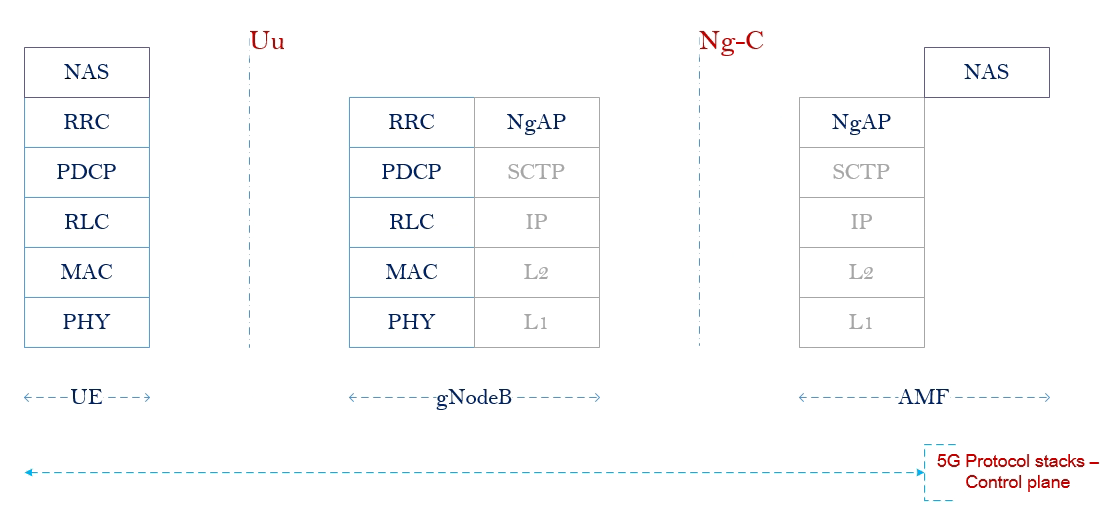 Uu
Ng-C
NAS
NAS
RRC
RRC
NgAP
NgAP
PDCP
PDCP
SCTP
SCTP
RLC
RLC
IP
IP
MAC
MAC
L2
L2
PHY
PHY
L1
L1
UE
gNodeB
AMF
5G Protocol stacks –
Control plane